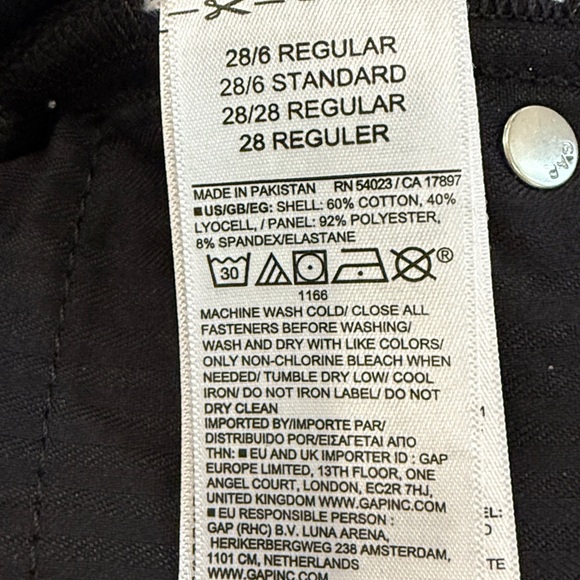 28/6 REGULAR
28/6 STANDARD
28/28 REGULAR
28 REGULER
MADE IN PAKISTAN RN 54023 / CA 17897
■US/GB/EG: SHELL: 60% COTTON, 40%
LYOCELL, / PANEL: 92% POLYESTER,
8% SPANDEX/ELASTANE
30 ®
1166
MACHINE WASH COLD/ CLOSE ALL
FASTENERS BEFORE WASHING/
WASH AND DRY WITH LIKE COLORS/
ONLY NON-CHLORINE BLEACH WHEN
NEEDED/ TUMBLE DRY LOW/ COOL
IRON/ DO NOT IRON LABEL/ DO NOT
DRY CLEAN
IMPORTED BY/IMPORTE PAR/
DISTRIBUIDO POR/ΕΙΣΑΓΕΤΑΙ ΑΠΟ
ΤΗΝ: ■ EU AND UK IMPORTER ID : GAP
EUROPE LIMITED, 13TH FLOOR, ONE
ANGEL COURT, LONDON, EC2R 7HJ,
UNITED KINGDOM WWW.GAPINC.COM
■ EU RESPONSIBLE PERSON :
GAP (RHC) B.V. LUNA ARENA,
HERIKERBERGWEG 238 AMSTERDAM,
1101 CM, NETHERLANDS
WWW.GAPINC.COM
EL:
TE